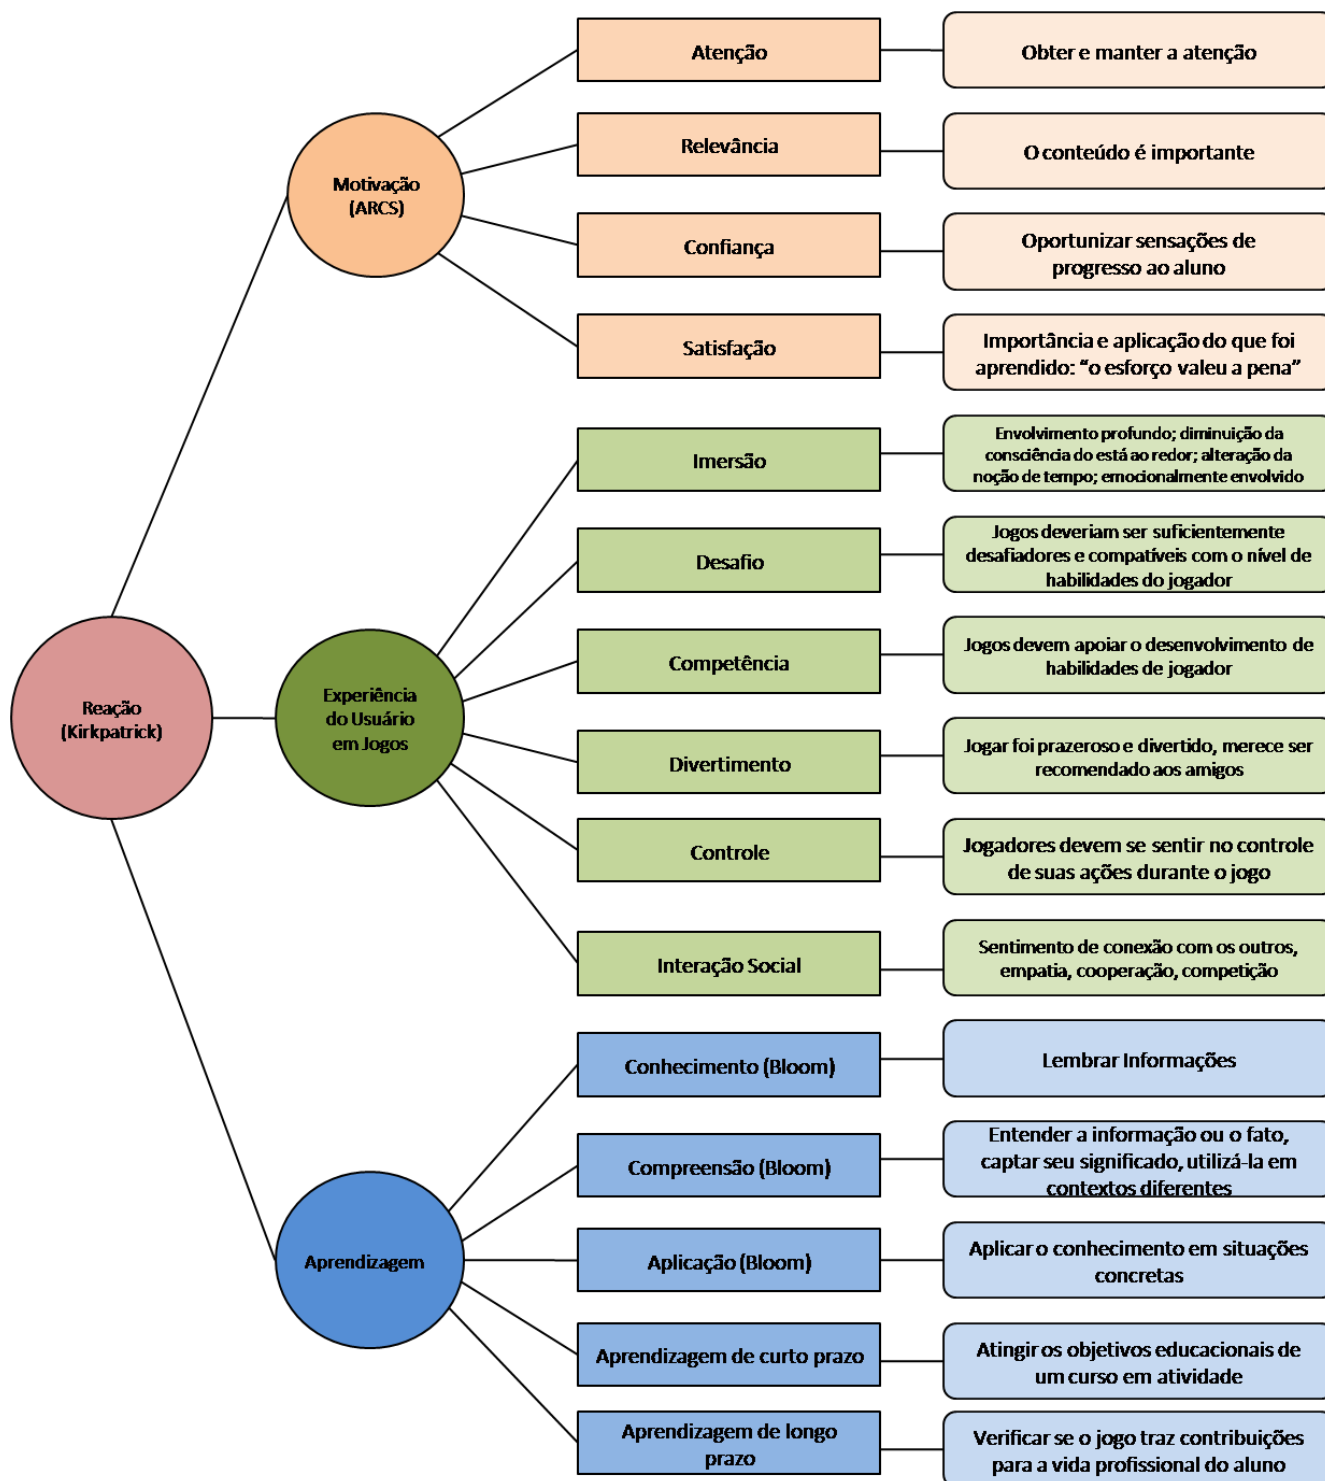 Reação
(Kirkpatrick)
Motivação
(ARCS)
Atenção
Obter e manter a atenção
Relevância
O conteúdo é importante
Confiança
Oportunizar sensações de
progresso ao aluno
Satisfação
Importância e aplicação do que foi
aprendido: “o esforço valeu a pena”
Experiência
do Usuário
em Jogos
Imersão
Envolvimento profundo; diminuição da
consciência do está ao redor; alteração da
noção de tempo; emocionalmente envolvido
Desafio
Jogos deveriam ser suficientemente
desafiadores e compatíveis com o nível de
habilidades do jogador
Competência
Jogos devem apoiar o desenvolvimento de
habilidades de jogador
Divertimento
Jogar foi prazeroso e divertido, merece ser
recomendado aos amigos
Controle
Jogadores devem se sentir no controle
de suas ações durante o jogo
Interação Social
Sentimento de conexão com os outros,
empatia, cooperação, competição
Aprendizagem
Conhecimento (Bloom)
Lembrar Informações
Compreensão (Bloom)
Entender a informação ou o fato,
captar seu significado, utilizá-la em
contextos diferentes
Aplicação (Bloom)
Aplicar o conhecimento em situações
concretas
Aprendizagem de curto prazo
Atingir os objetivos educacionais de
um curso em atividade
Aprendizagem de longo
prazo
Verificar se o jogo traz contribuições
para a vida profissional do aluno